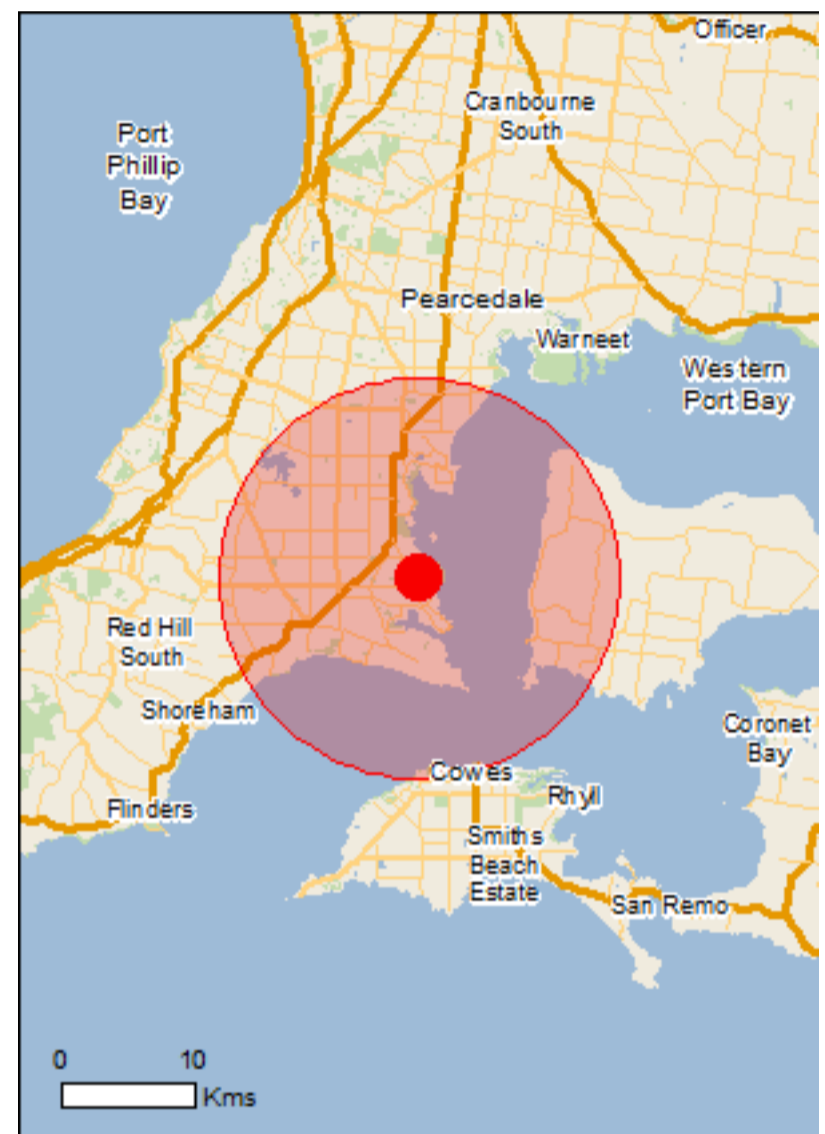 Officer
Cranbourne
South
Port
Phillip
Bay
Pearcedale
Warneet
Western
Port Bay
Red Hill
South
Shoreham
Coronet
Bay
Cowes
Rhyll
Flinders
Smiths
Beach
Estate
San Remo
0 10
Kms